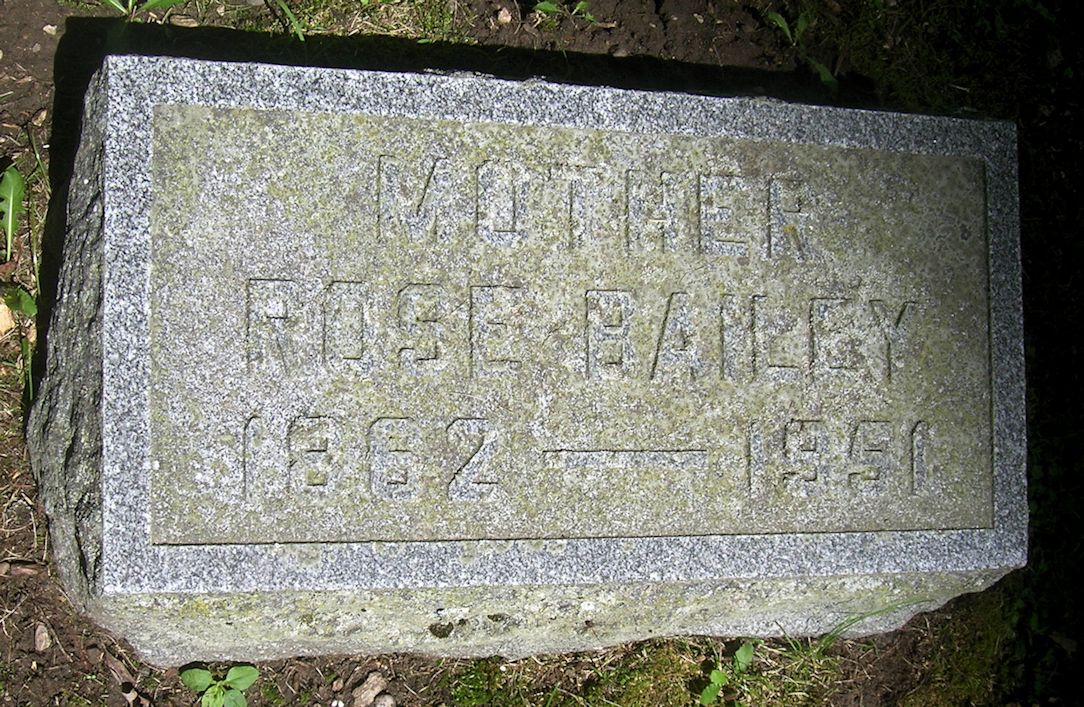 MOTHER
ROSE BAILEY
1862 — 1951